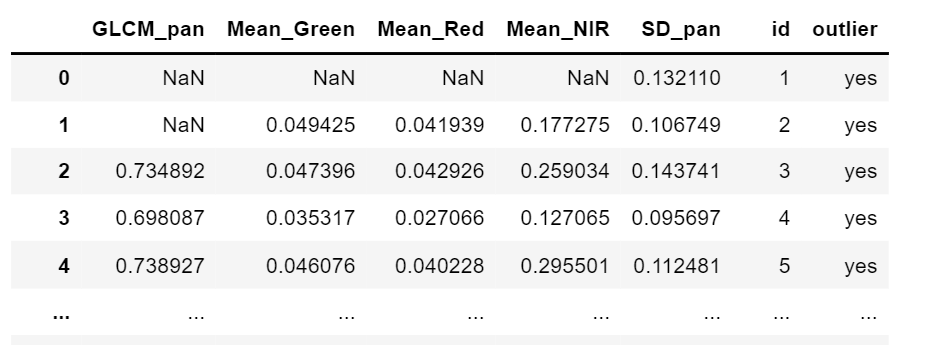 GLCM_pan Mean_Green Mean_Red Mean_NIR SD_pan id outlier
0 NaN NaN NaN NaN 0.132110 1 yes
1 NaN 0.049425 0.041939 0.177275 0.106749 2 yes
2 0.734892 0.047396 0.042926 0.259034 0.143741 3 yes
3 0.698087 0.035317 0.027066 0.127065 0.095697 4 yes
4 0.738927 0.046076 0.040228 0.295501 0.112481 5 yes
... ... ... ... ... ... ... ...